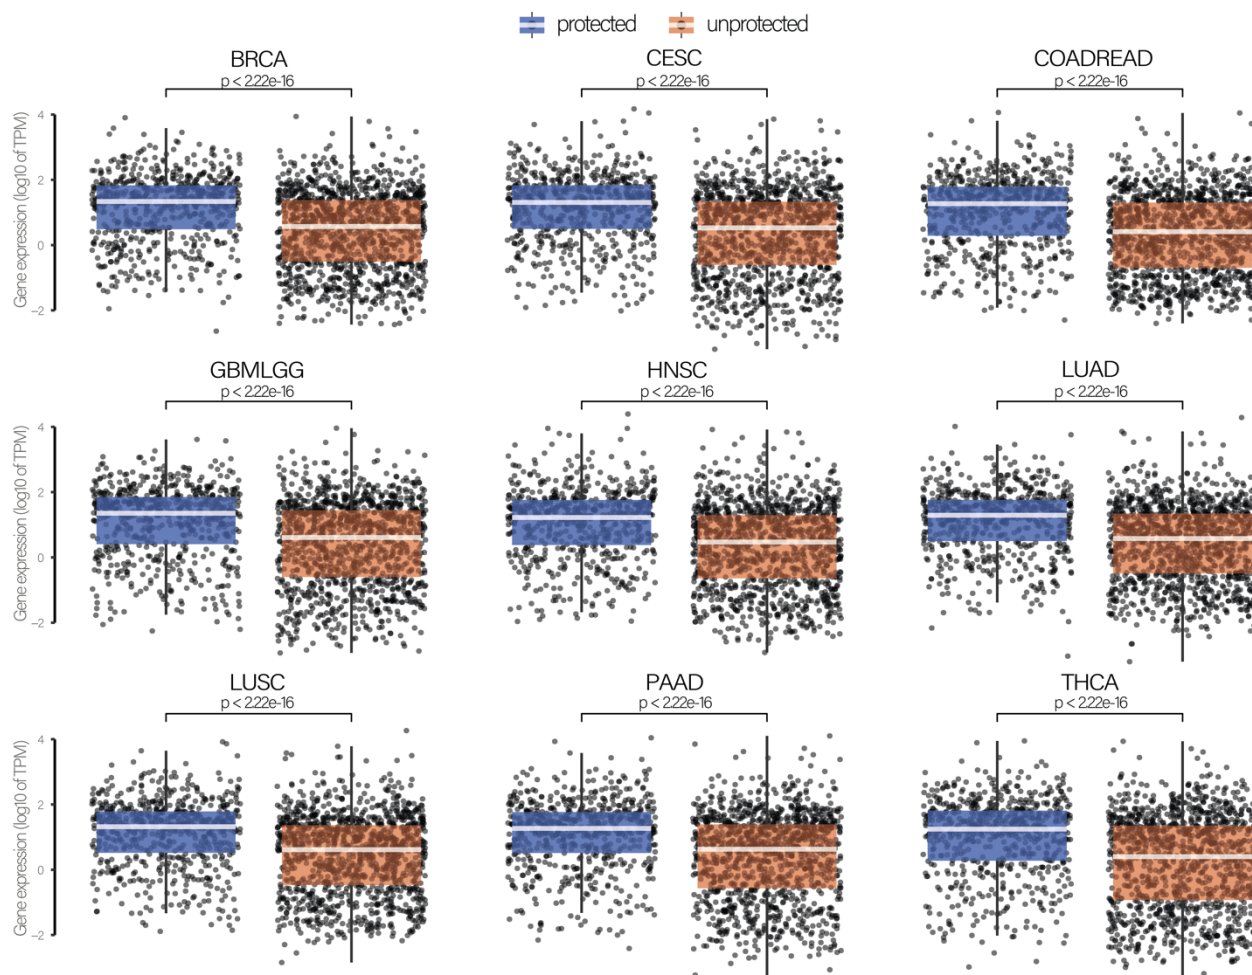 protected unprotected
BRCA CESC COADREAD
p < 2.22e-16 p < 2.22e-16 p < 2.22e-16
Gene expression (log10 of TPM)
4
2
0
−2
GBMLGG HNSC LUAD
p < 2.22e-16 p < 2.22e-16 p < 2.22e-16
Gene expression (log10 of TPM)
4
2
0
−2
LUSC PAAD THCA
p < 2.22e-16 p < 2.22e-16 p < 2.22e-16
Gene expression (log10 of TPM)
4
2
0
−2